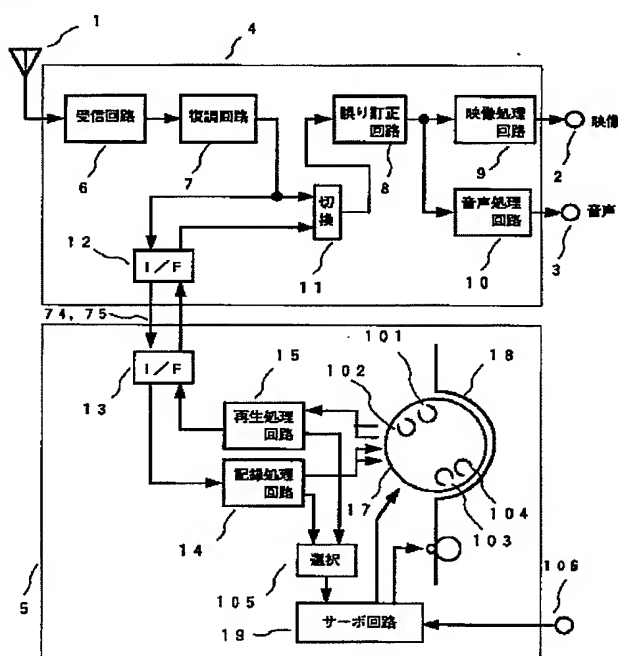 1
4
受信回路
6
復調回路
7
誤り訂正
回路
8
映像処理
回路
9
映像
2
音声処理
回路
10
音声
3
切
換
11
12
I/F
74, 75
I/F
13
15
再生処理
回路
記録処理
回路
14
101
102
18
17
103
104
選択
105
サーボ回路
19
106
5